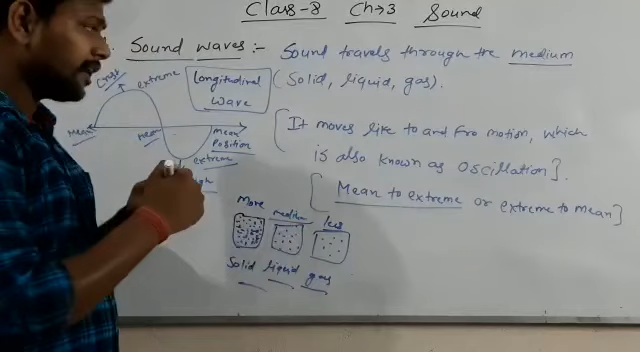 Class-8 Ch→3 Sound
Sound waves :- Sound travels through the medium
(Solid, liquid, gas).
Crest
extreme
longitudinal
wave
[It moves like to and fro motion, which
is also known as Oscillation].
Mean
Mean
Mean
Position
extreme
[Mean to extreme or extreme to mean]
More
medium
less
Solid liquid gas